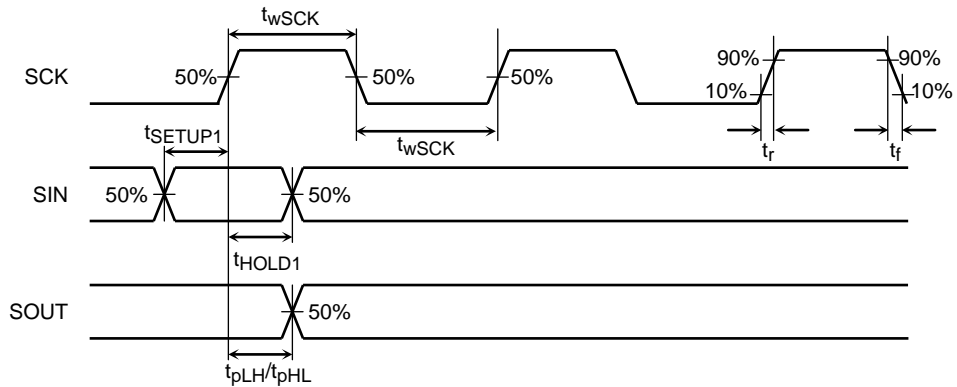 twSCK
SCK
50%
50%
50%
90%
10%
90%
10%
tSETUP1
twSCK
tr
tf
SIN
50%
50%
tHOLD1
SOUT
50%
tpLH/tpHL